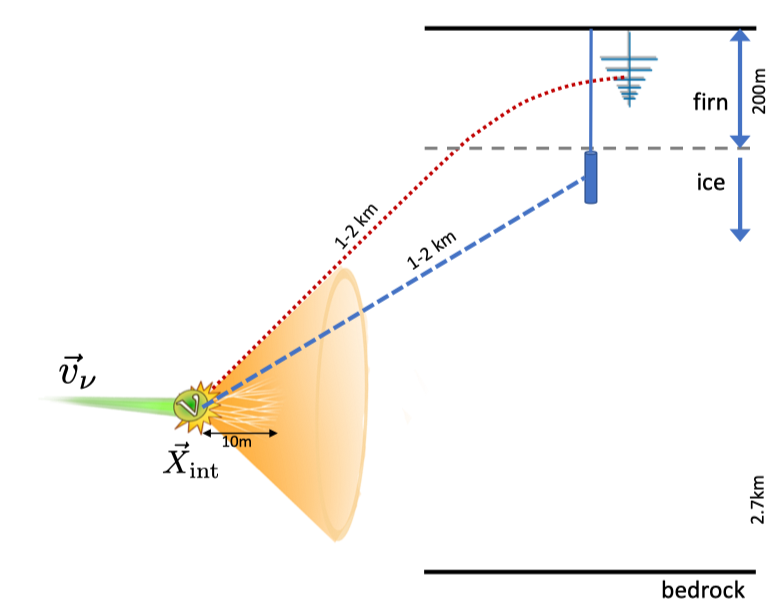 firn
200m
ice
1-2 km
1-2 km
v⃗ν
ν
10m
X⃗int
2.7km
bedrock